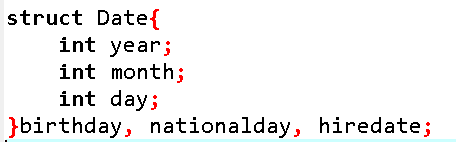 struct Date{
    int year;
    int month;
    int day;
}birthday, nationalday, hiredate;